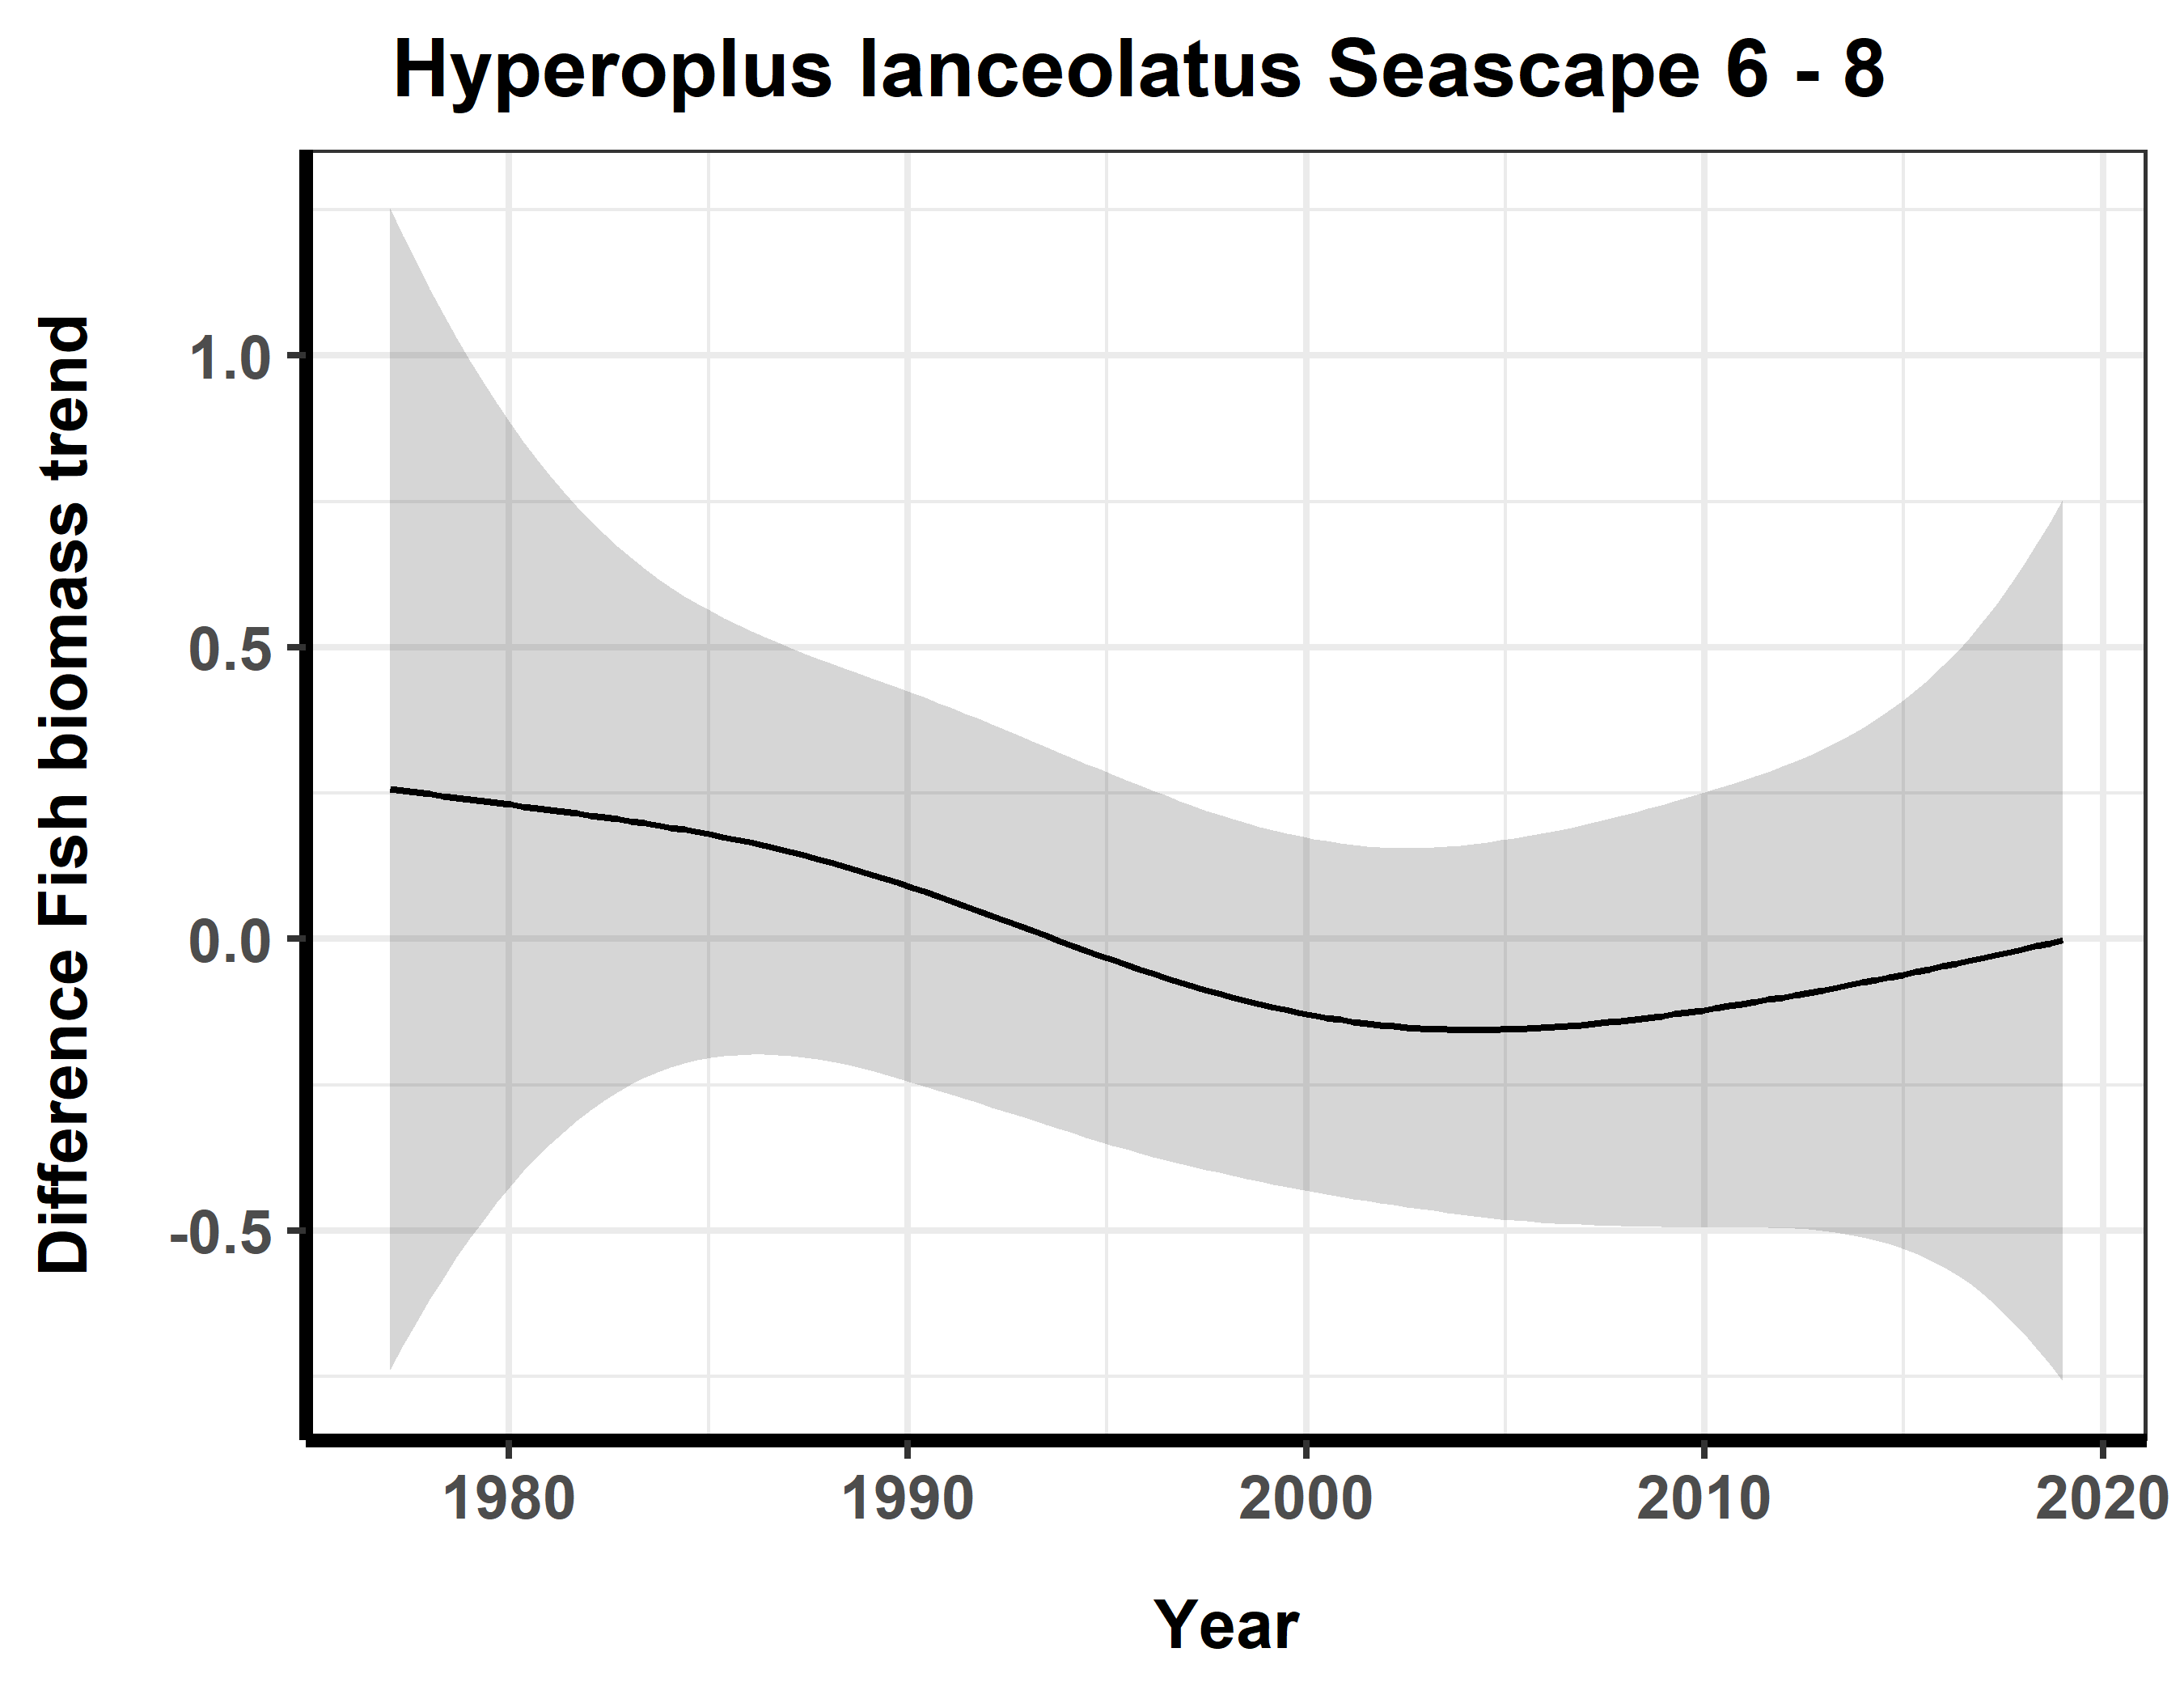 Hyperoplus lanceolatus Seascape 6 - 8
Difference Fish biomass trend
1.0
0.5
0.0
-0.5
1980 1990 2000 2010 2020
Year